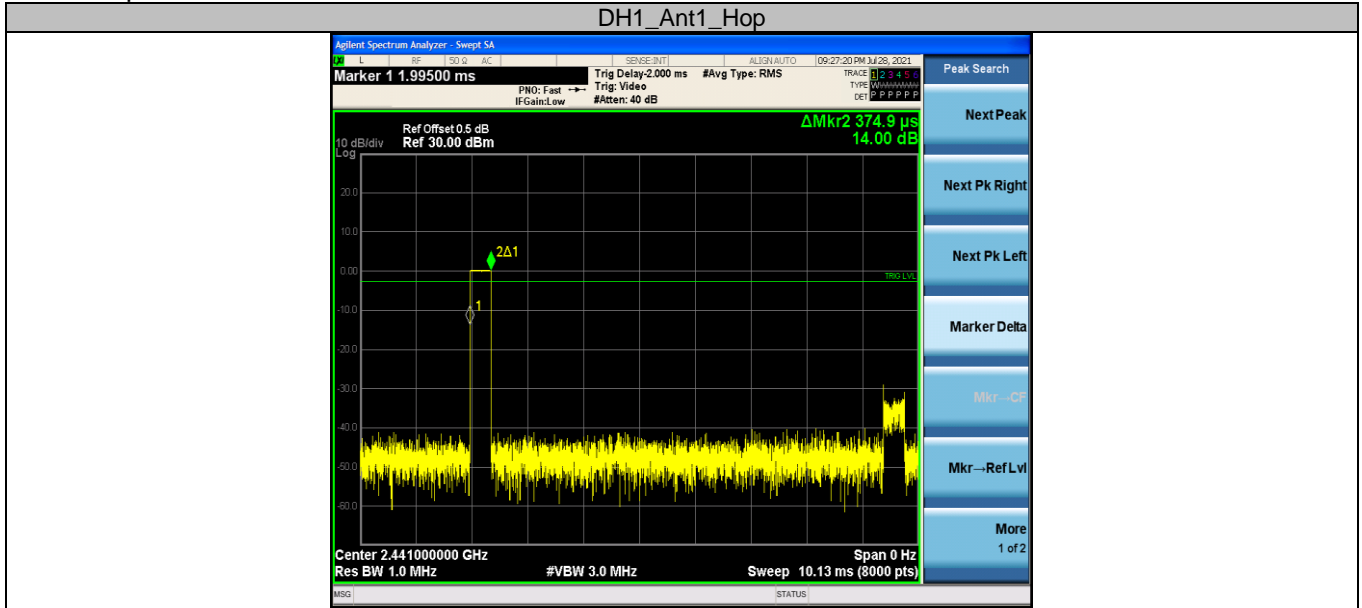 DH1_Ant1_Hop
Agilent Spectrum Analyzer - Swept SA
L RF 50 Ω AC SENSE:INT ALIGN AUTO 09:27:20 PM Jul 28, 2021
Marker 1 1.99500 ms
PNO: Fast
IFGain:Low
Trig Delay-2.000 ms
Trig: Video
#Atten: 40 dB
#Avg Type: RMS
TRACE 1 2 3 4 5 6
TYPE W
DET P P P P P P
Peak Search
Next Peak
Next Pk Right
Next Pk Left
Marker Delta
Mkr→CF
Mkr→Ref Lvl
More
1 of 2
ΔMkr2 374.9 µs
14.00 dB
Ref Offset 0.5 dB
10 dB/div Ref 30.00 dBm
Log
20.0
10.0
0.00
-10.0
-20.0
-30.0
-40.0
-50.0
-60.0
2Δ1
1
TRIG LVL
Center 2.441000000 GHz Span 0 Hz
Res BW 1.0 MHz #VBW 3.0 MHz Sweep 10.13 ms (8000 pts)
MSG STATUS